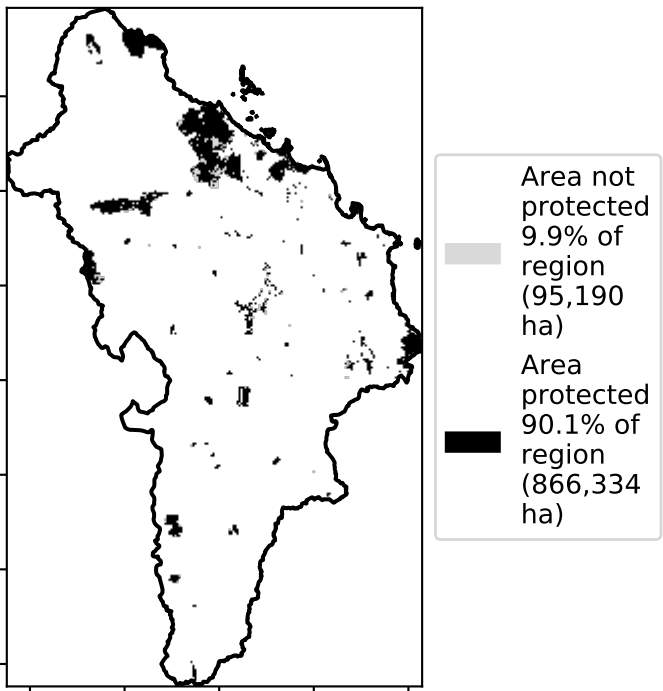 Area not
protected
9.9% of
region
(95,190
ha)
Area
protected
90.1% of
region
(866,334
ha)